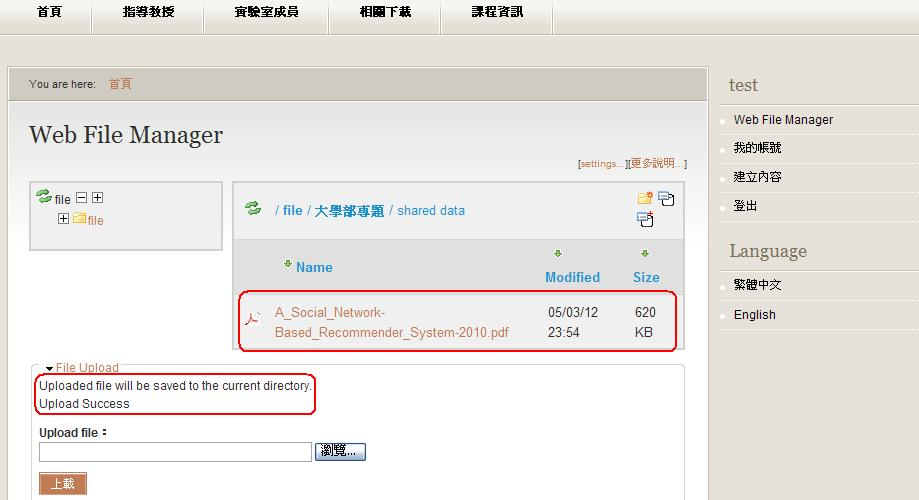 首頁 指導教授 實驗室成員 相關下載 課程資訊
You are here: 首頁
Web File Manager
[settings...][更多說明...]
file
file
/ file / 大學部專題 / shared data
Name Modified Size
A_Social_Network-
Based_Recommender_System-2010.pdf
05/03/12
23:54
620
KB
File Upload
Uploaded file will be saved to the current directory.
Upload Success
Upload file：
瀏覽...
上載
test
Web File Manager
我的帳號
建立內容
登出
Language
繁體中文
English